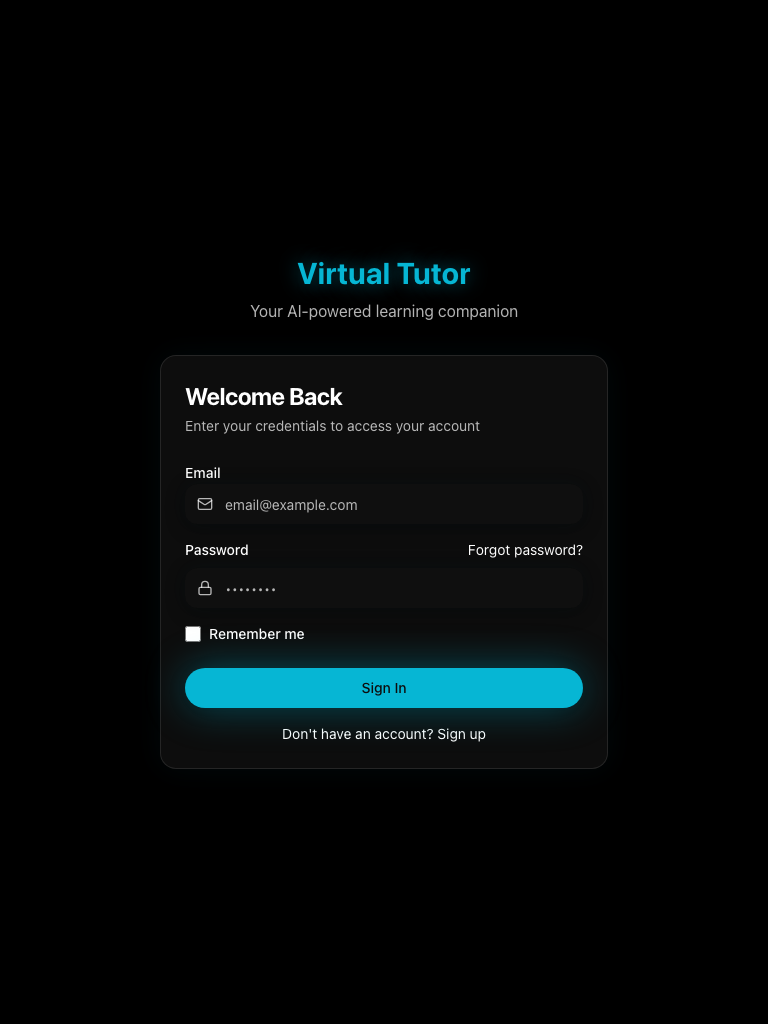 Virtual Tutor
Your AI-powered learning companion
Welcome Back
Enter your credentials to access your account
Email
email@example.com
Password Forgot password?
••••••••
Remember me
Sign In
Don't have an account? Sign up